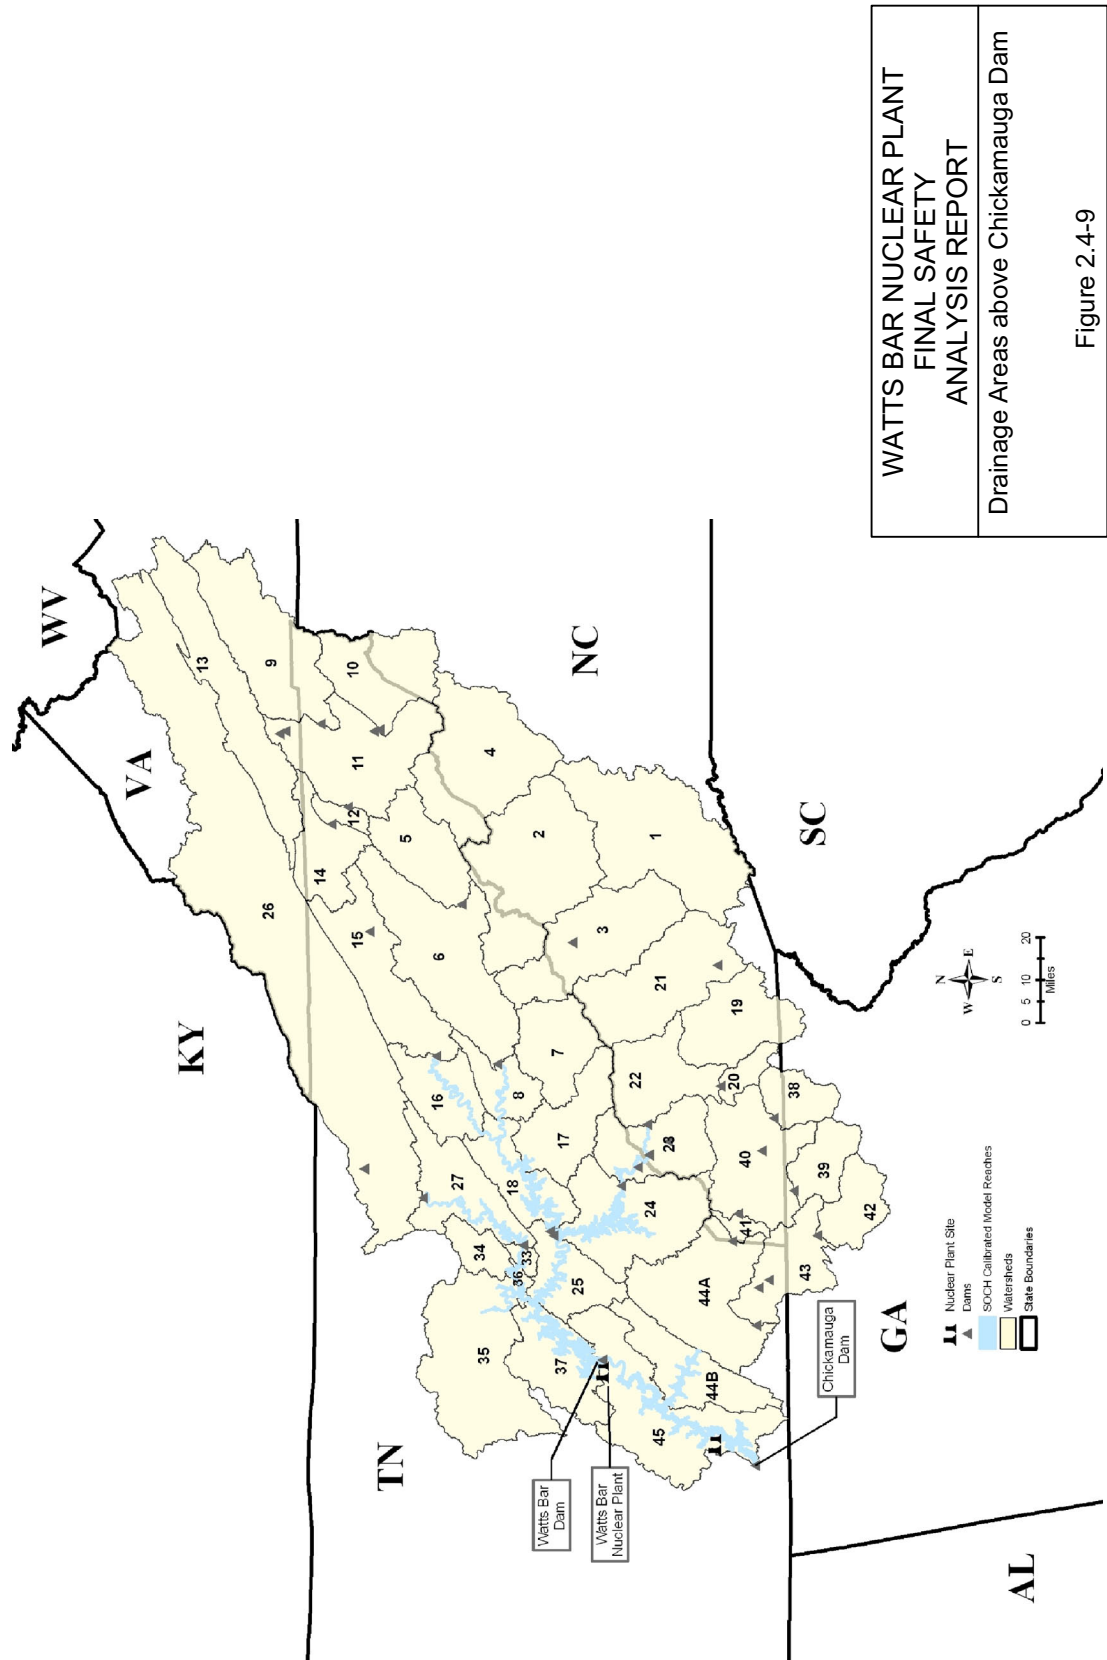 WV
VA
KY
TN
NC
SC
GA
AL
13
9
10
26
11
4
12
5
2
14
1
15
6
3
21
19
7
22
20
38
16
8
17
23
40
39
42
27
18
24
41
43
34
33
36
25
44A
35
37
44B
45
Watts Bar
Dam
Watts Bar
Nuclear Plant
Chickamauga
Dam
N
W
E
S
0 5 10 20
Miles
Nuclear Plant Site
Dams
SOCH Calibrated Model Reaches
Watersheds
State Boundaries
WATTS BAR NUCLEAR PLANT
FINAL SAFETY
ANALYSIS REPORT
Drainage Areas above Chickamauga Dam
Figure 2.4-9